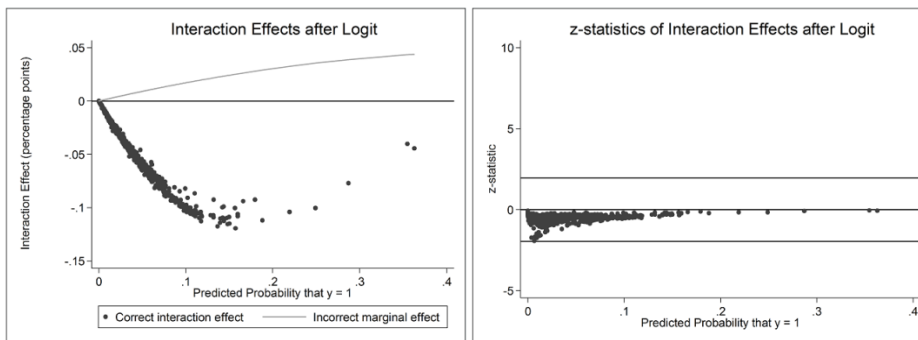 Interaction Effects after Logit
Interaction Effect (percentage points)
.05
0
-.05
-.1
-.15
0 .1 .2 .3 .4
Predicted Probability that y = 1
Correct interaction effect Incorrect marginal effect
z-statistics of Interaction Effects after Logit
z-statistic
10
5
0
-5
0 .1 .2 .3 .4
Predicted Probability that y = 1